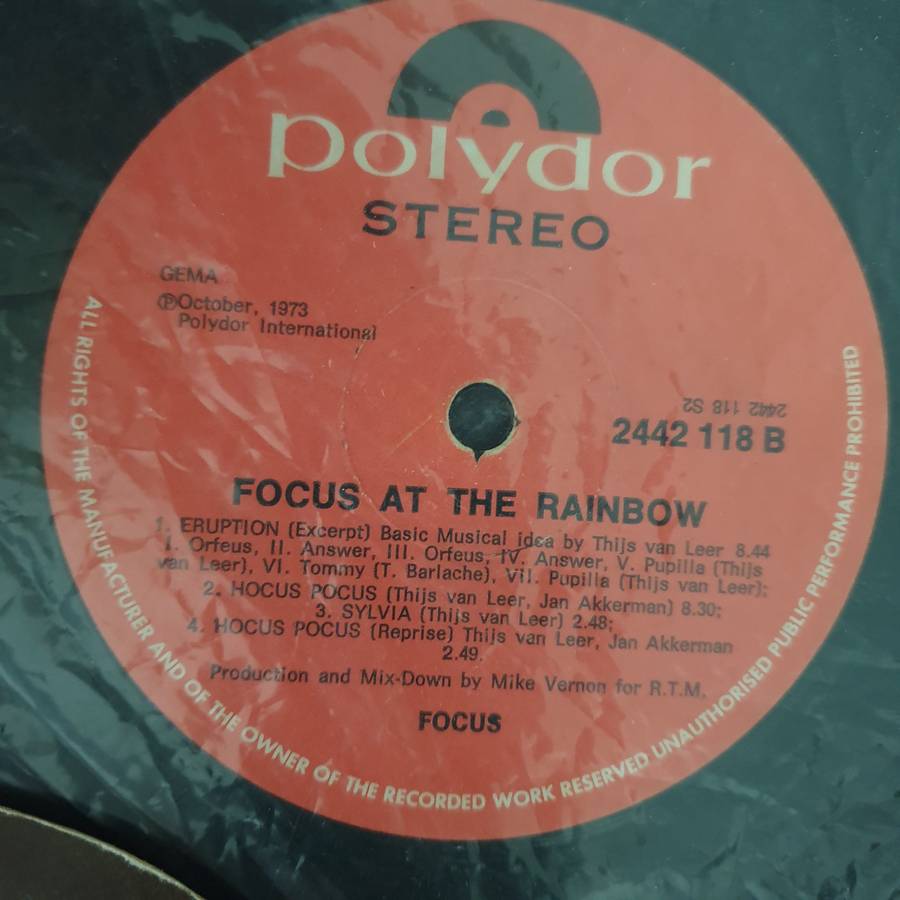 polydor
STEREO
GEMA
ⓅOctober, 1973
Polydor International
2442 118 S2
2442 118 B
FOCUS AT THE RAINBOW
1. ERUPTION (Excerpt) Basic Musical idea by Thijs van Leer 8.44
I. Orfeus, II. Answer, III. Orfeus, IV. Answer, V. Pupilla (Thijs
van Leer), VI. Tommy (T. Barlache), VII. Pupilla (Thijs van Leer);
2. HOCUS POCUS (Thijs van Leer, Jan Akkerman) 8.30;
3. SYLVIA (Thijs van Leer) 2.48;
4. HOCUS POCUS (Reprise) Thijs van Leer, Jan Akkerman
2.49.
Production and Mix-Down by Mike Vernon for R.T.M.
FOCUS
ALL RIGHTS OF THE MANUFACTURER AND OF THE OWNER OF THE RECORDED WORK RESERVED UNAUTHORISED PUBLIC PERFORMANCE PROHIBITED